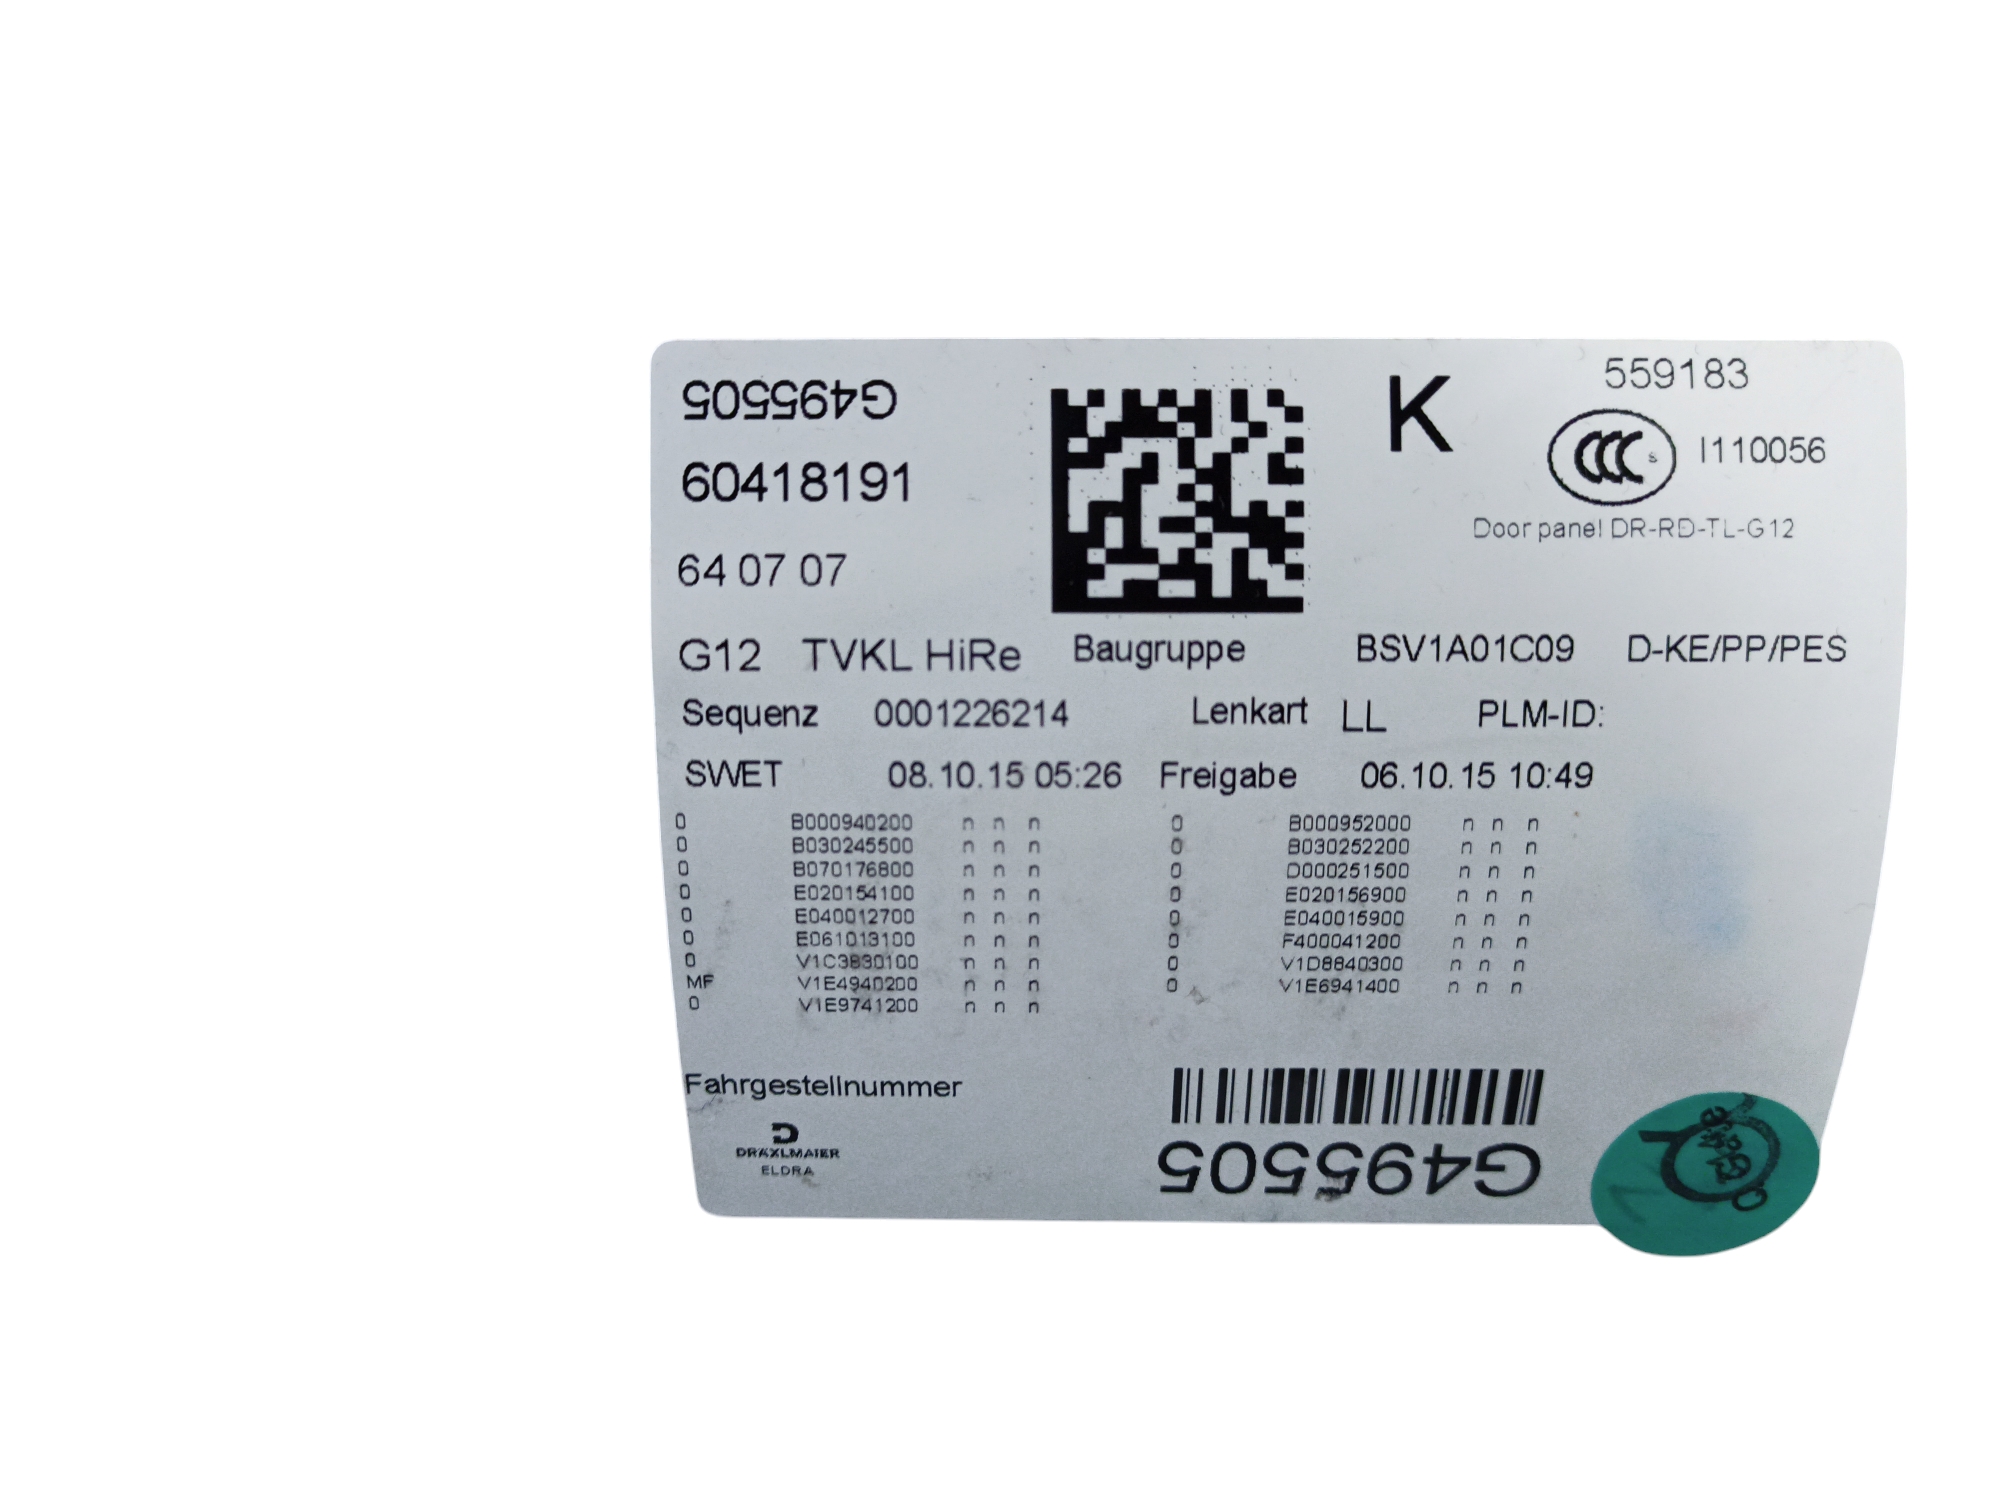 G495505
60418191
64 07 07
K
559183
CCC S I110056
Door panel DR-RD-TL-G12
G12 TVKL HiRe Baugruppe BSV1A01C09 D-KE/PP/PES
Sequenz 0001226214 Lenkart LL PLM-ID:
SWET 08.10.15 05:26 Freigabe 06.10.15 10:49
0 B000940200 n n n 0 B000952000 n n n
0 B030245500 n n n 0 B030252200 n n n
0 B070176800 n n n 0 D000251500 n n n
0 E020154100 n n n 0 E020156900 n n n
0 E040012700 n n n 0 E040015900 n n n
0 E061013100 n n n 0 F400041200 n n n
0 V1C3830100 n n n 0 V1D8840300 n n n
MF V1E4940200 n n n 0 V1E6941400 n n n
0 V1E9741200 n n n
Fahrgestellnummer
DRÄXLMAIER
ELDRA
G495505